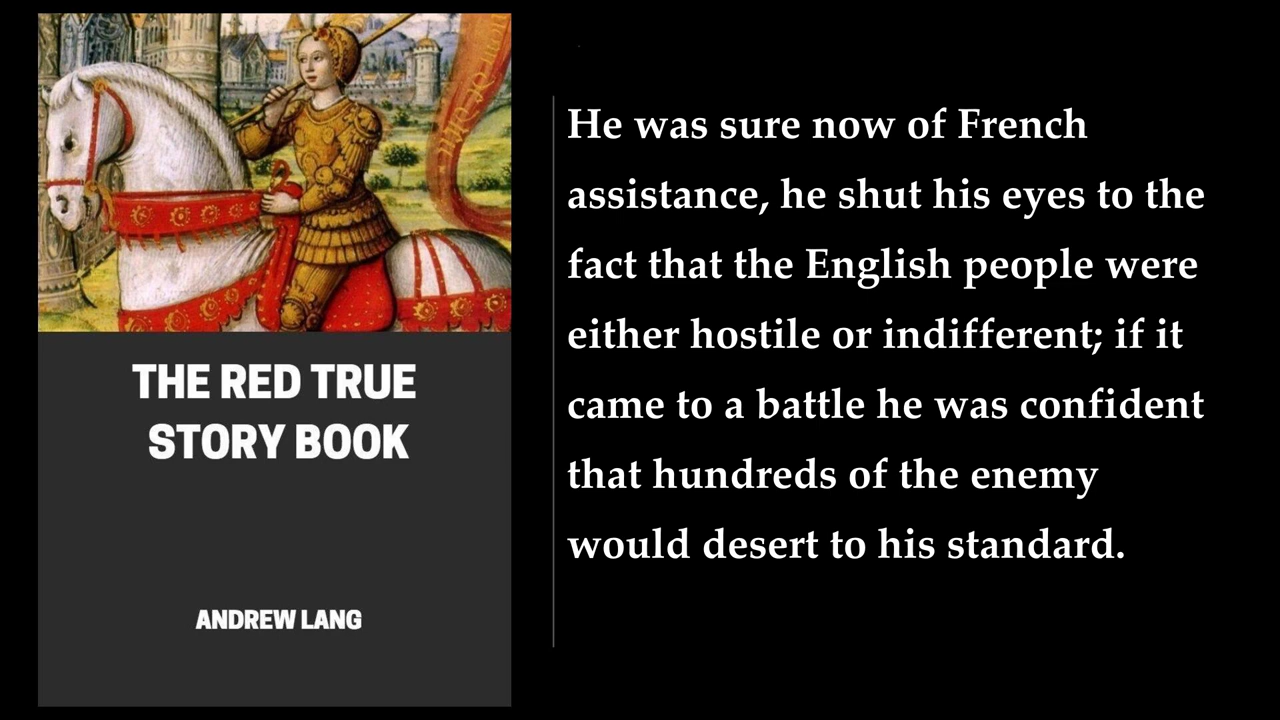 THE RED TRUE
STORY BOOK
ANDREW LANG
He was sure now of French
assistance, he shut his eyes to the
fact that the English people were
either hostile or indifferent; if it
came to a battle he was confident
that hundreds of the enemy
would desert to his standard.